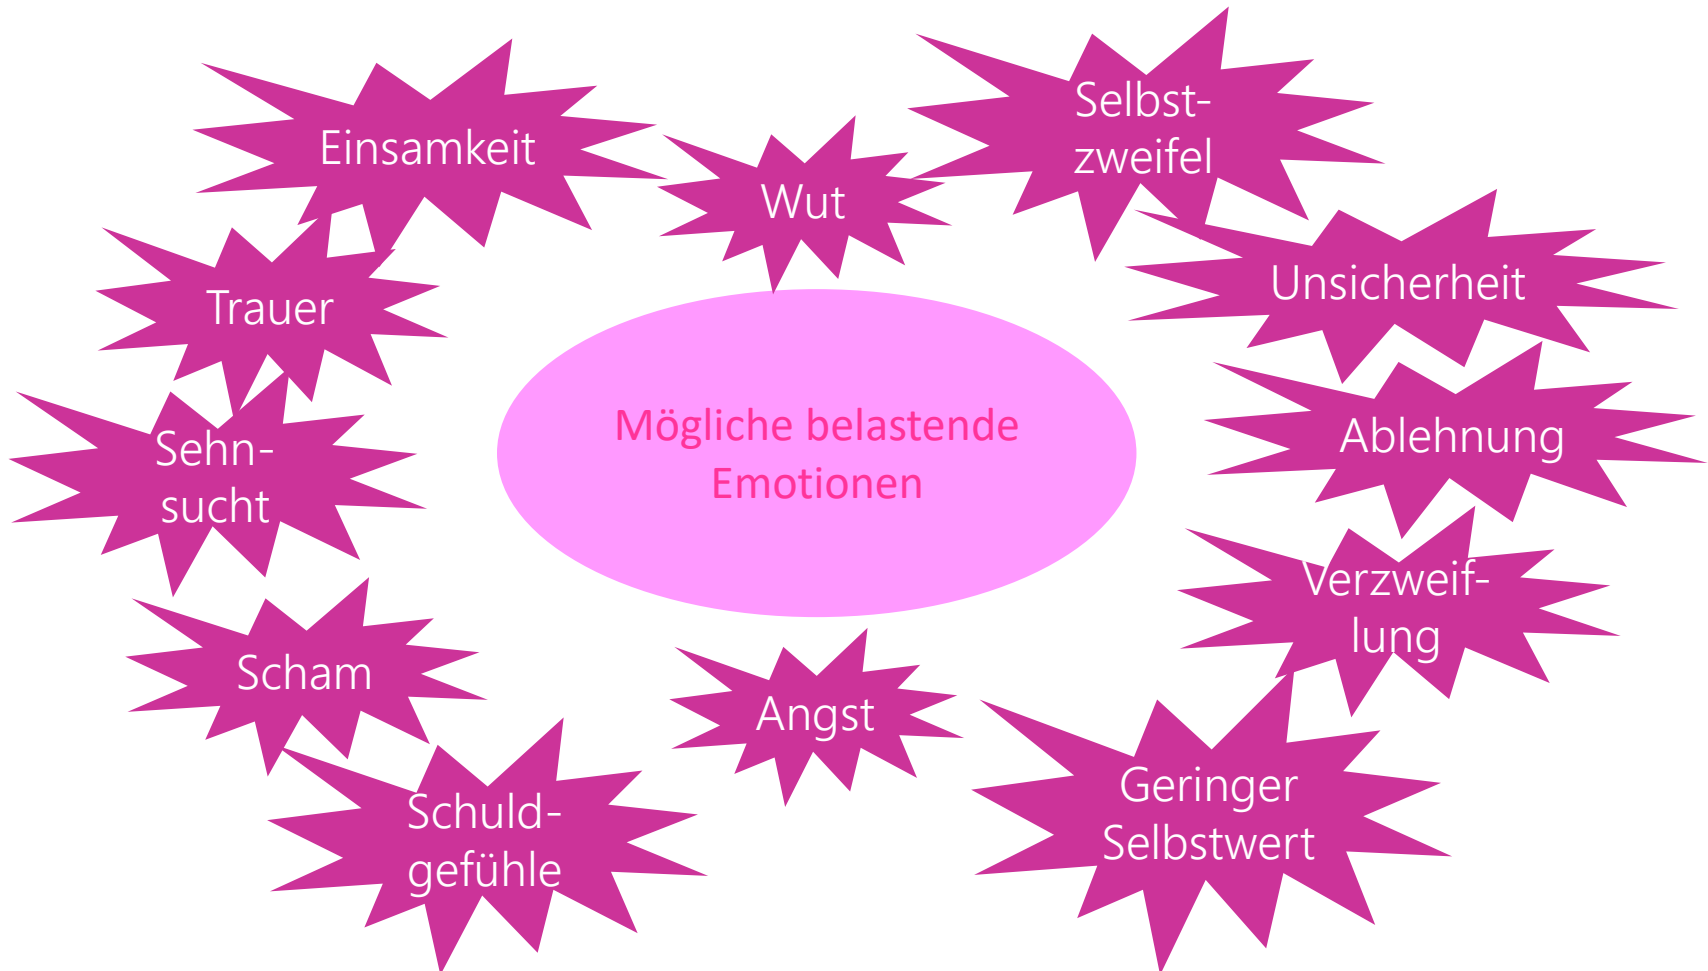 Einsamkeit
Wut
Selbst-
zweifel
Trauer
Unsicherheit
Mögliche belastende
Emotionen
Sehn-
sucht
Ablehnung
Verzweif-
lung
Scham
Angst
Schuld-
gefühle
Geringer
Selbstwert